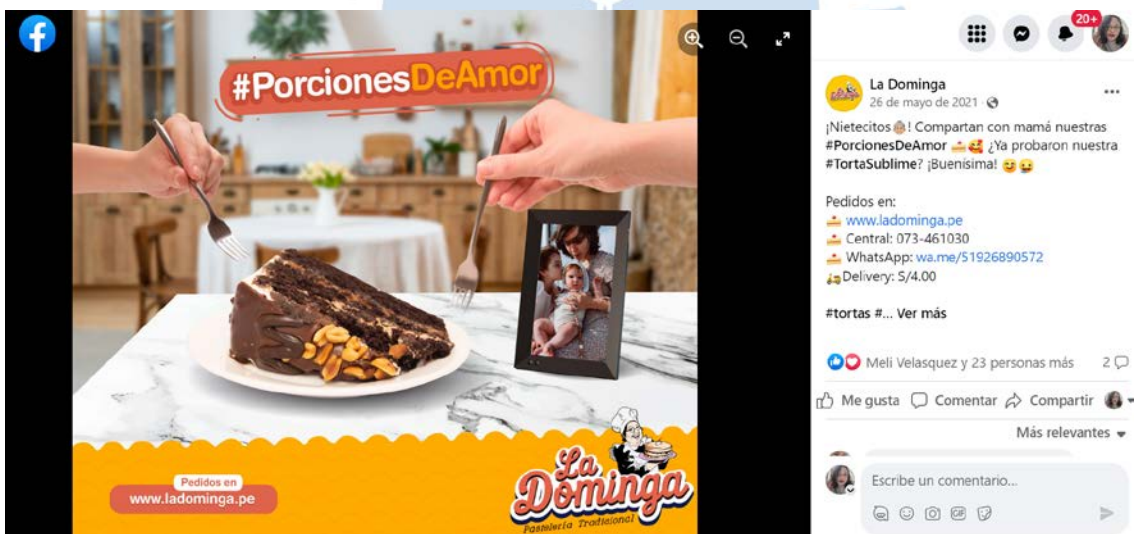 #PorcionesDeAmor
Pedidos en
www.ladominga.pe
La
Dominga
Pastelería Tradicional
20+
La Dominga
26 de mayo de 2021
¡Nietecitos! Compartan con mamá nuestras
#PorcionesDeAmor ¿Ya probaron nuestra
#TortaSublime? ¡Buenísima!
Pedidos en:
www.ladominga.pe
Central: 073-461030
WhatsApp: wa.me/51926890572
Delivery: S/4.00
#tortas #... Ver más
Meli Velasquez y 23 personas más 2
Me gusta Comentar Compartir
Más relevantes
Escribe un comentario...
GIF